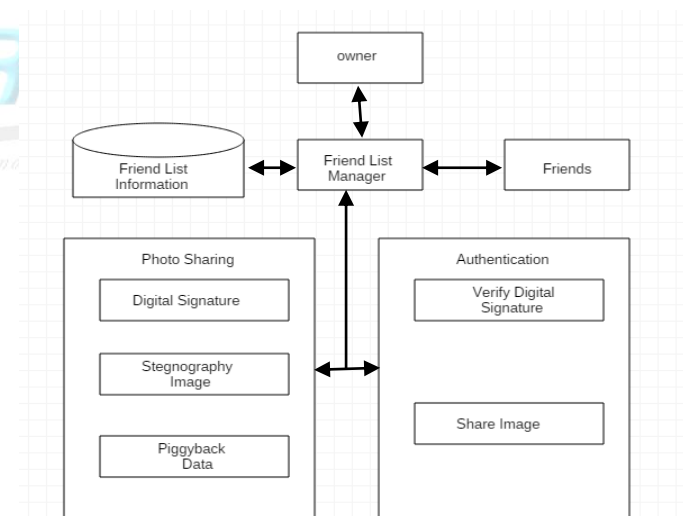 owner
Friend List
Information
Friend List
Manager
Friends
Photo Sharing
Digital Signature
Stegnography
Image
Piggyback
Data
Authentication
Verify Digital
Signature
Share Image